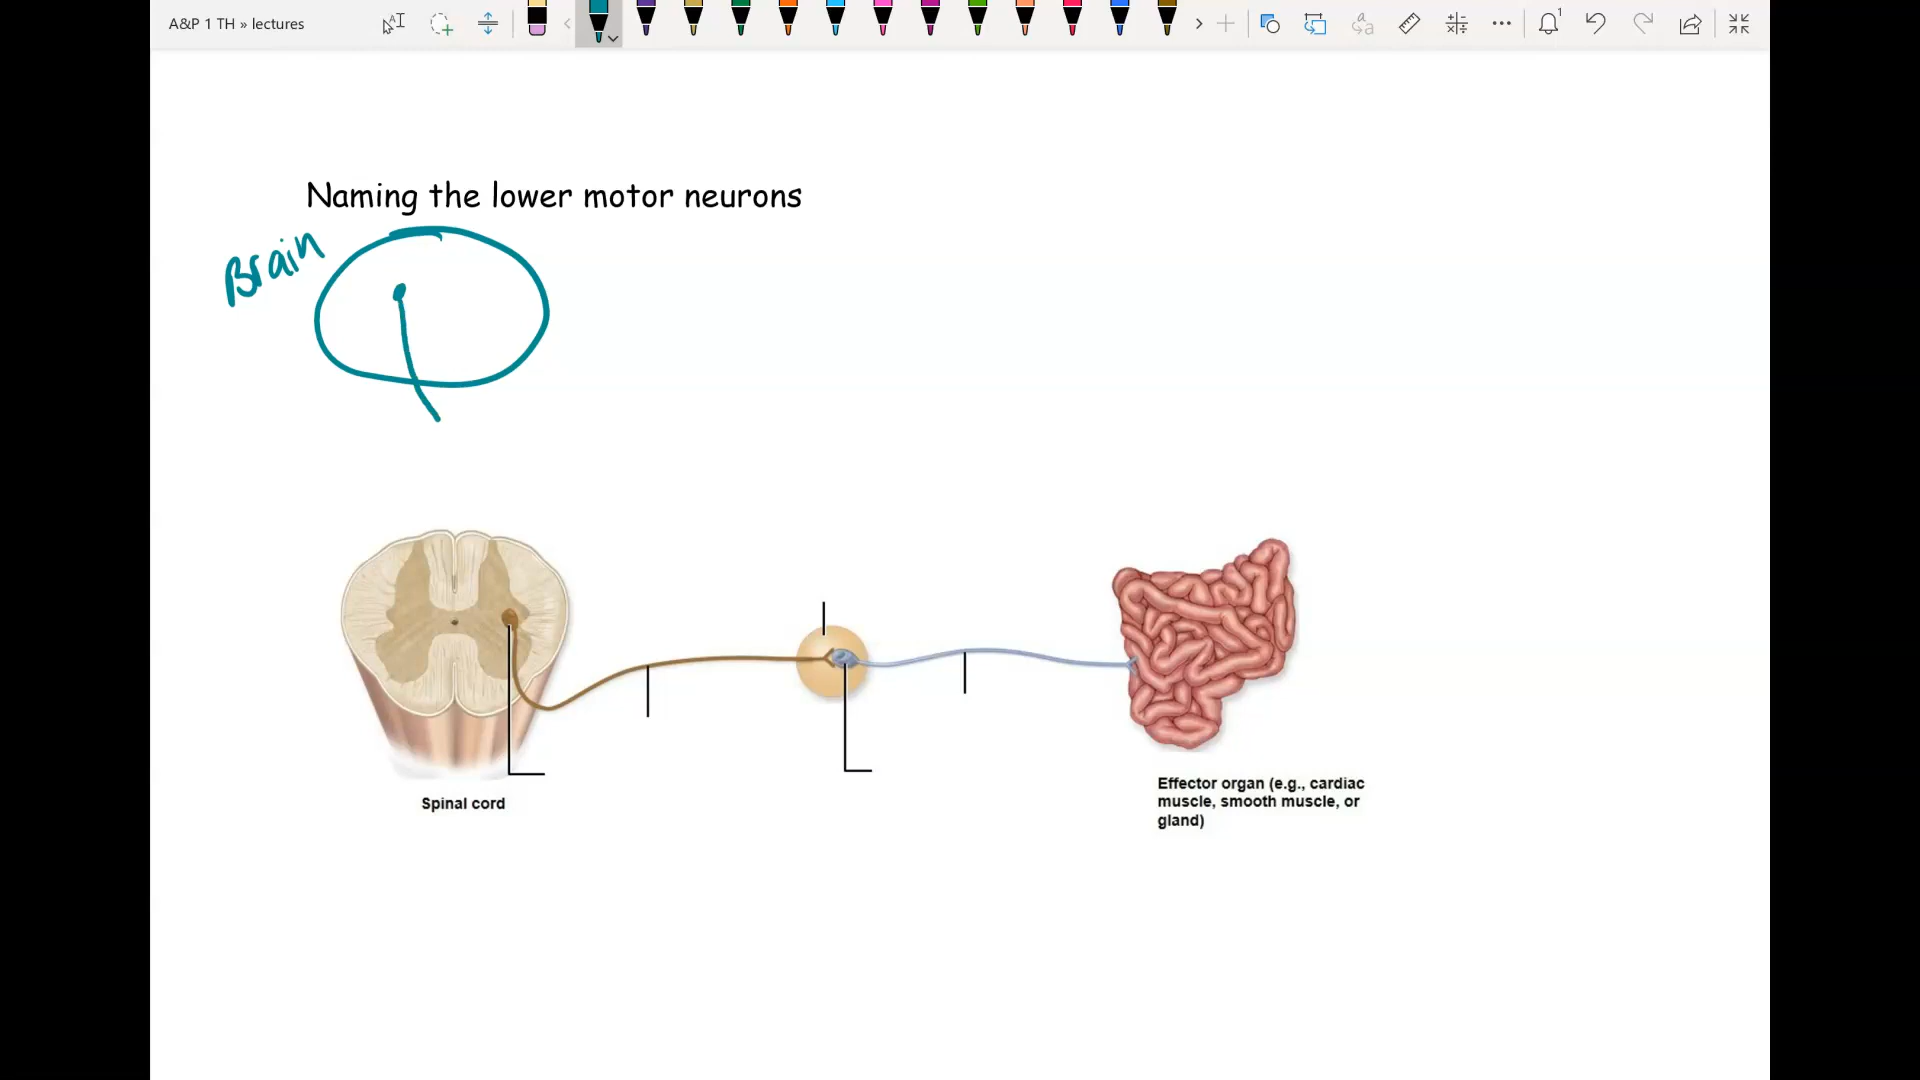 A&P 1 TH » lectures
Naming the lower motor neurons
Brain
Spinal cord
Effector organ (e.g., cardiac
muscle, smooth muscle, or
gland)